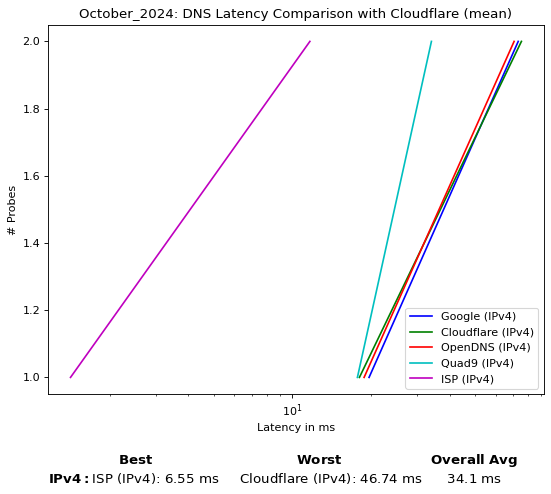 October_2024: DNS Latency Comparison with Cloudflare (mean)
2.0
1.8
1.6
1.4
1.2
1.0
# Probes
Google (IPv4)
Cloudflare (IPv4)
OpenDNS (IPv4)
Quad9 (IPv4)
ISP (IPv4)
10¹
Latency in ms
Best Worst Overall Avg
IPv4: ISP (IPv4): 6.55 ms Cloudflare (IPv4): 46.74 ms 34.1 ms